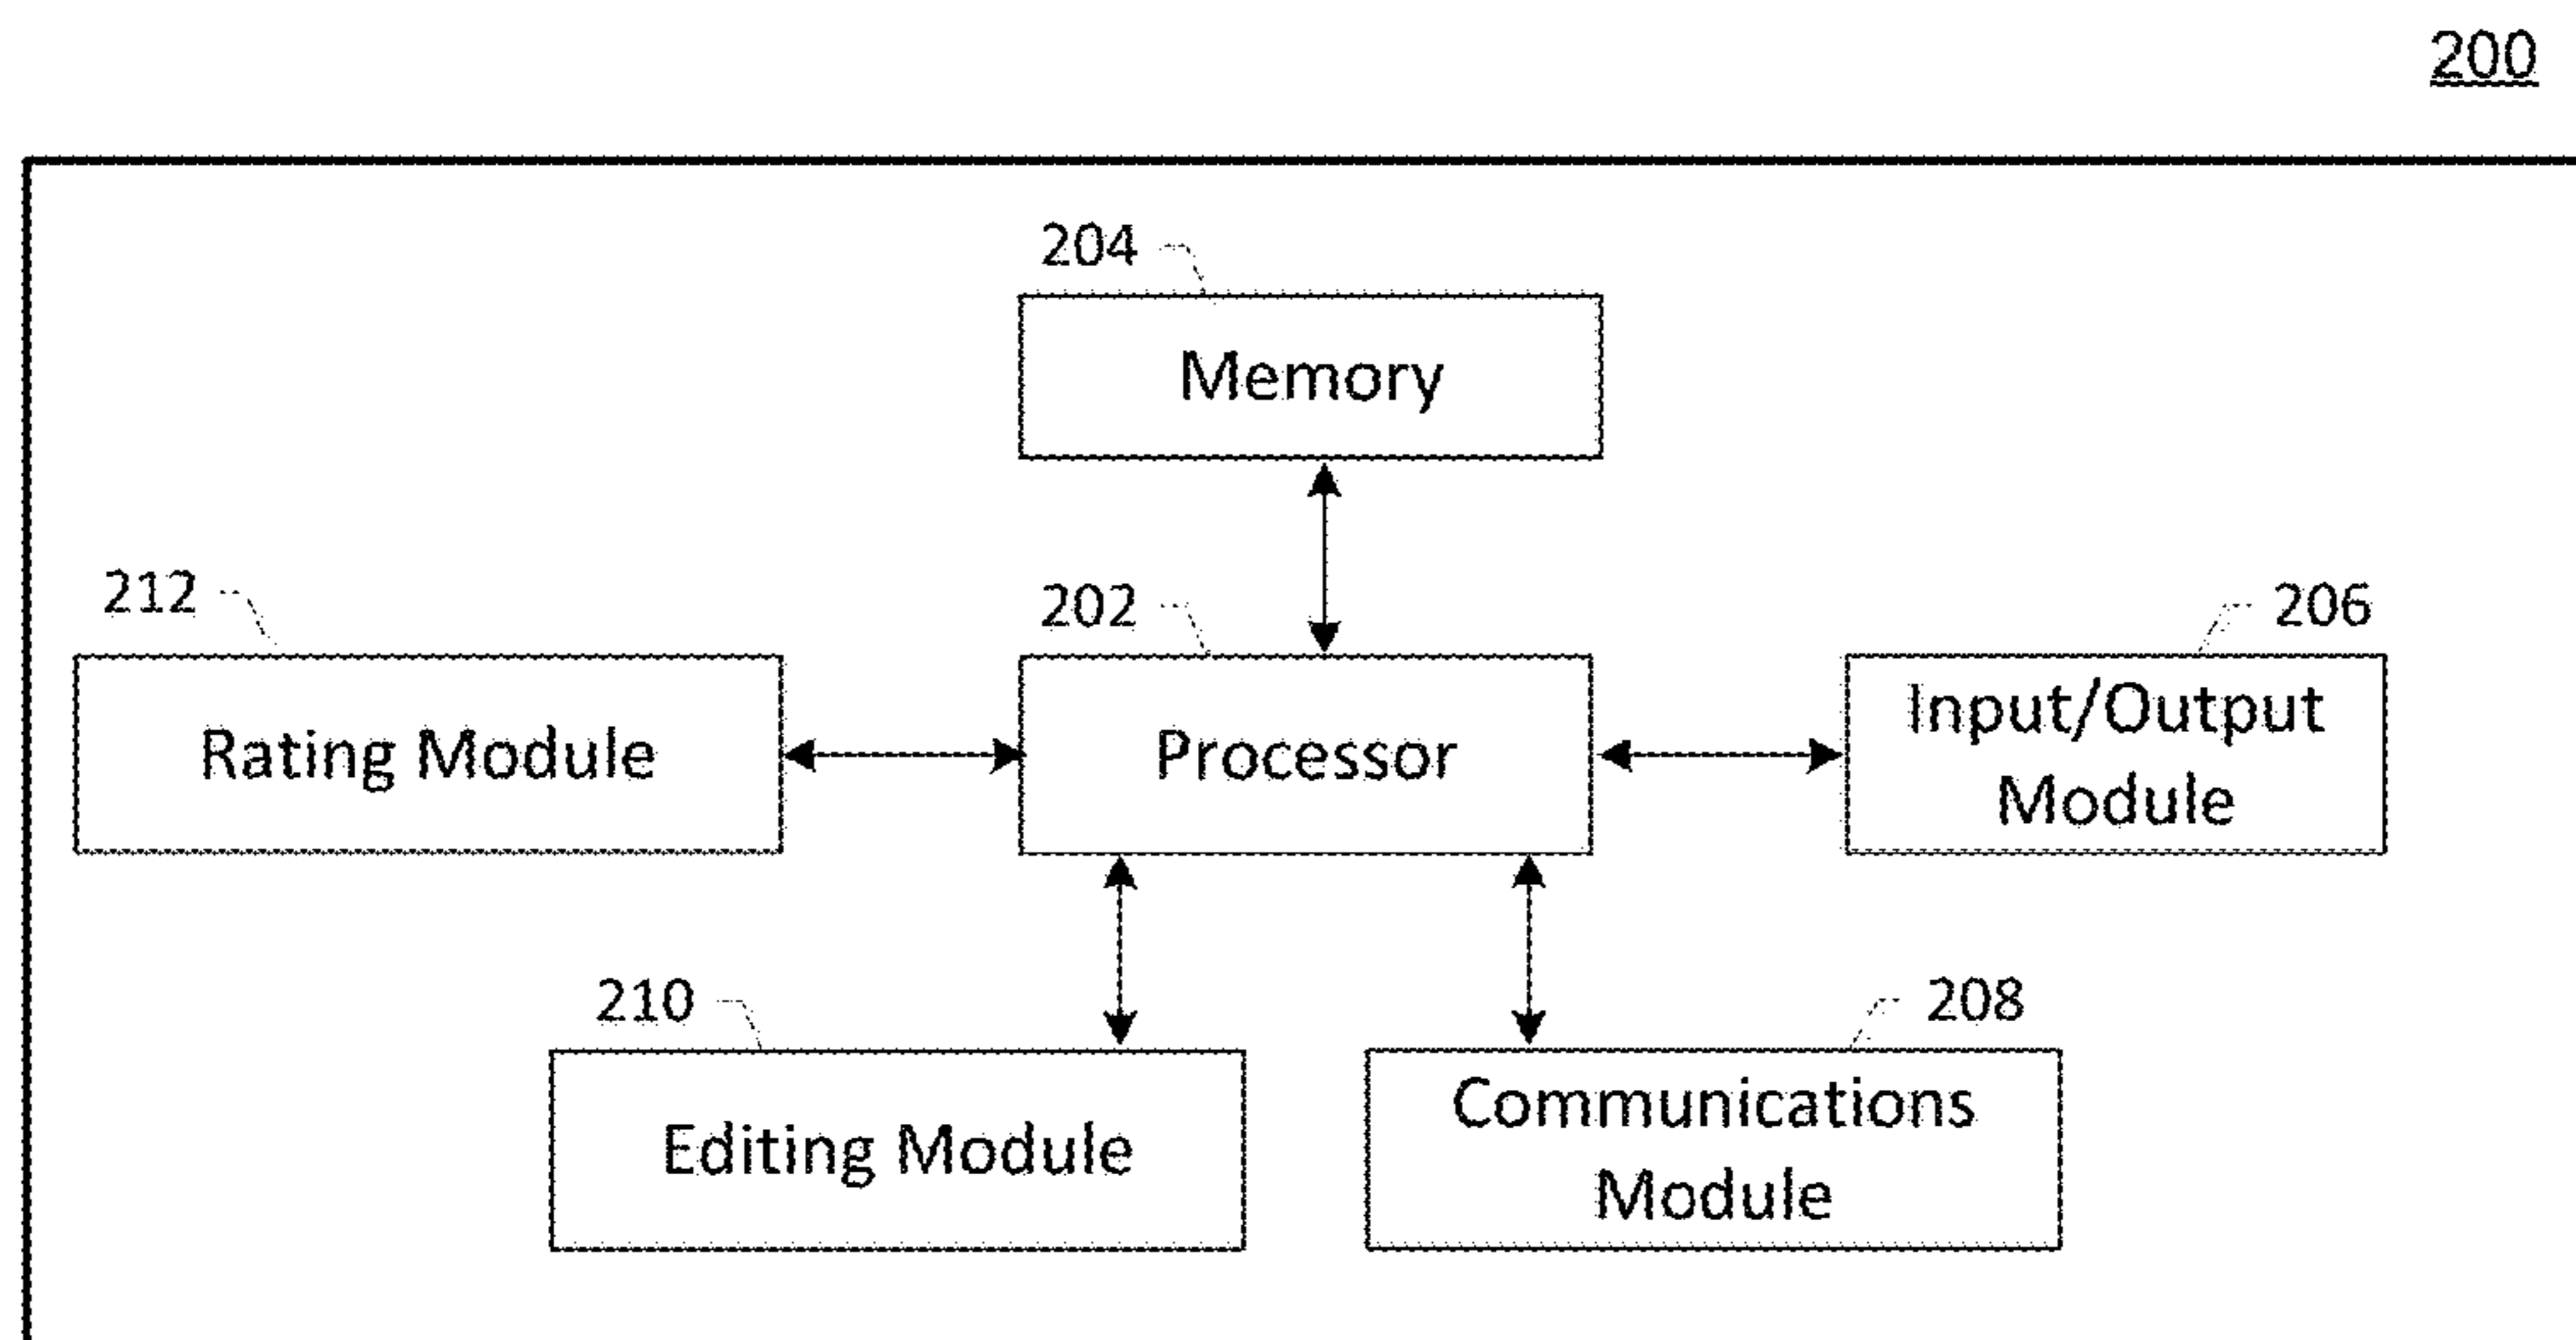 200
204
Memory
212
202
206
Rating Module
Processor
Input/Output
Module
210
208
Editing Module
Communications
Module